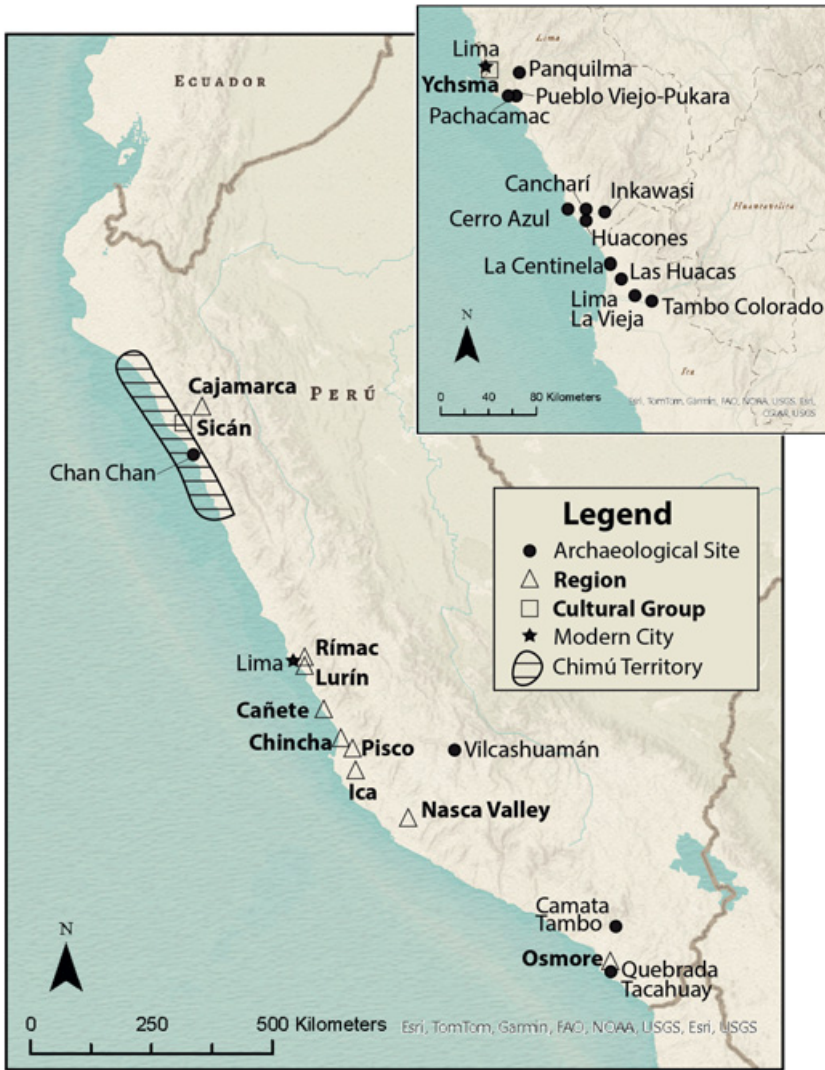 ECUADOR
PERÚ
Cajamarca
Sicán
Chan Chan
Lima
Rímac
Lurín
Cañete
Chincha
Pisco
Ica
Vilcashuamán
Nasca Valley
Camata
Tambo
Osmore
Quebrada
Tacahuay
N
0 250 500 Kilometers
Esri, TomTom, Garmin, FAO, NOAA, USGS, Esri, USGS
Lima
Lima
Ychsma
Panquilma
Pueblo Viejo-Pukara
Pachacamac
Cancharí
Inkawasi
Cerro Azul
Huacones
Huancavelica
La Centinela
Las Huacas
Lima
La Vieja
Tambo Colorado
Ica
N
0 40 80 Kilometers
Esri, TomTom, Garmin, FAO, NOAA, USGS, Esri,
CGIAR, USGS
Legend
Archaeological Site
Region
Cultural Group
Modern City
Chimú Territory